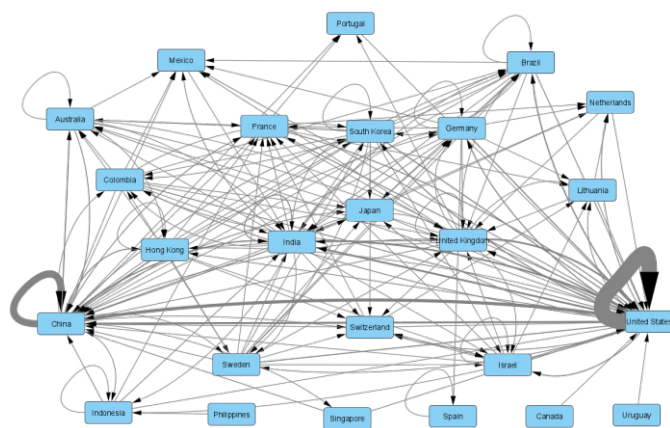 Portugal
Mexico
Brazil
Netherlands
Australia
France
South Korea
Germany
Colombia
Lithuania
Japan
Hong Kong
India
United Kingdom
China
Switzerland
United States
Sweden
Israel
Indonesia
Philippines
Singapore
Spain
Canada
Uruguay